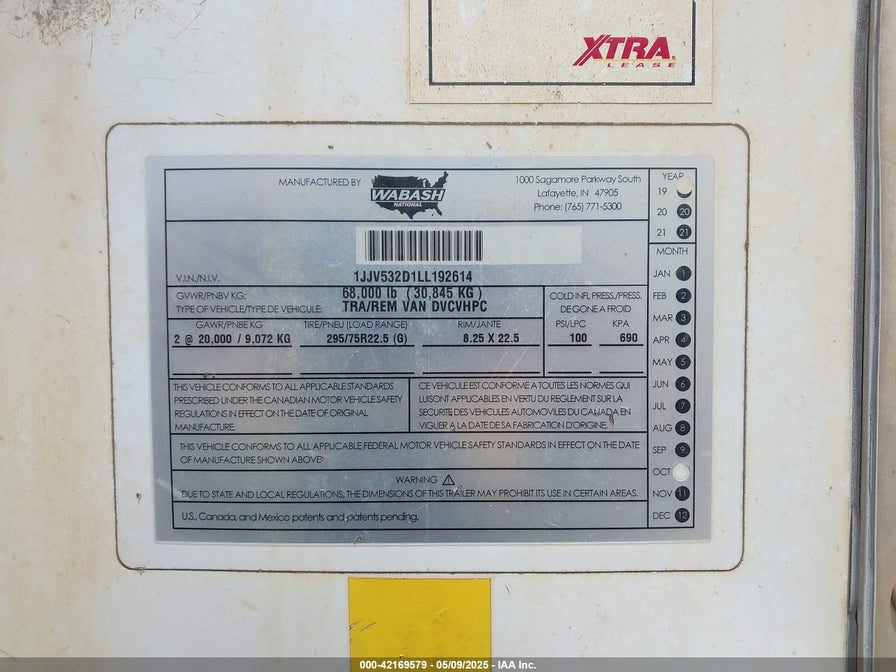 XTRA
LEASE
MANUFACTURED BY
WABASH
NATIONAL
1000 Sagamore Parkway South
Lafayette, IN 47905
Phone: (765) 771-5300
YEAR
19
20 20
21 21
MONTH
JAN 1
FEB 2
MAR 3
APR 4
MAY 5
JUN 6
JUL 7
AUG 8
SEP 9
OCT
NOV 11
DEC 12
V.I.N./N.I.V. 1JJV532D1LL192614
GVWR/PNBV KG: 68,000 lb (30,845 KG)
TYPE OF VEHICLE/TYPE DE VEHICULE: TRA/REM VAN DVCVHPC
COLD INFL PRESS./PRESS.
DE GONE A FROID
GAWR/PNBE KG TIRE/PNEU (LOAD RANGE) RIM/JANTE PSI/LPC KPA
2 @ 20,000 / 9,072 KG 295/75R22.5 (G) 8.25 X 22.5 100 690
THIS VEHICLE CONFORMS TO ALL APPLICABLE STANDARDS
PRESCRIBED UNDER THE CANADIAN MOTOR VEHICLE SAFETY
REGULATIONS IN EFFECT ON THE DATE OF ORIGINAL
MANUFACTURE.
CE VEHICULE EST CONFORME A TOUTES LES NORMES QUI
LUI SONT APPLICABLES EN VERTU DU REGLEMENT SUR LA
SECURITE DES VEHICULES AUTOMOVILES DU CANADA EN
VIGUER A LA DATE DE SA FABRICATION D'ORIGINE.
THIS VEHICLE CONFORMS TO ALL APPLICABLE FEDERAL MOTOR VEHICLE SAFETY STANDARDS IN EFFECT ON THE DATE
OF MANUFACTURE SHOWN ABOVE
WARNING
DUE TO STATE AND LOCAL REGULATIONS, THE DIMENSIONS OF THIS TRAILER MAY PROHIBIT ITS USE IN CERTAIN AREAS.
U.S., Canada, and Mexico patents and patents pending.
000-42169579 - 05/09/2025 - IAA Inc.